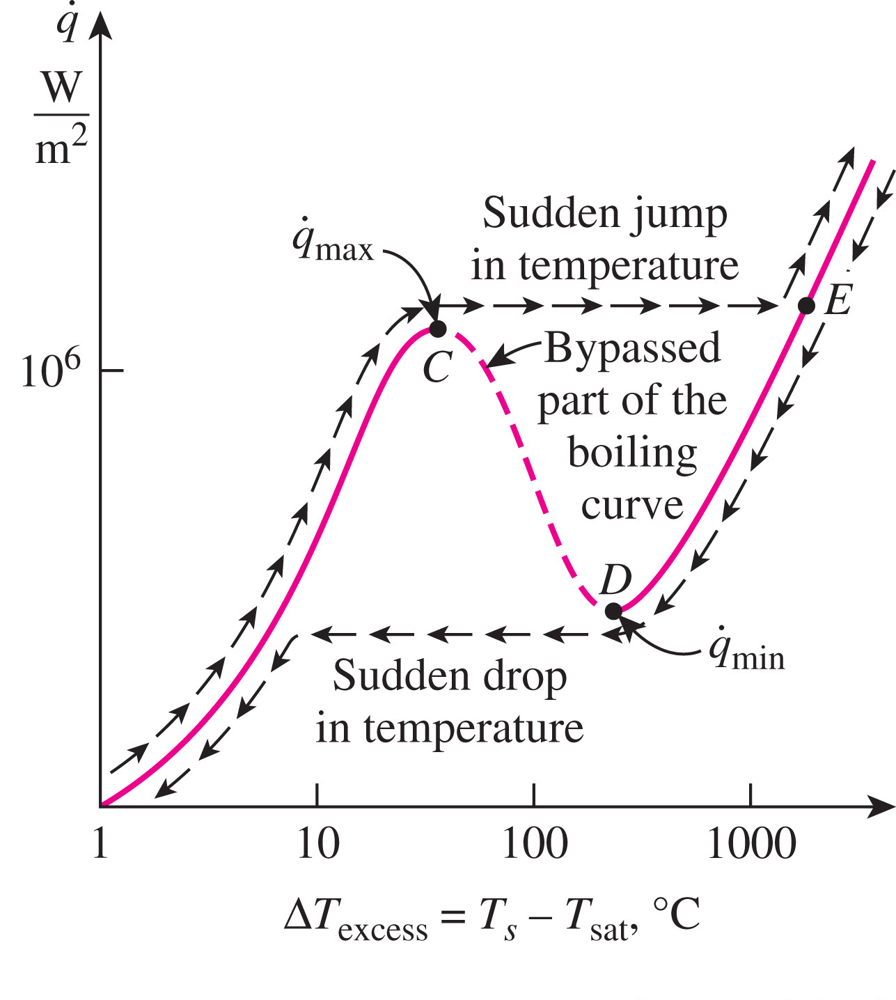 q̇
W
m²
Sudden jump
in temperature
q̇max
E
C
10⁶
Bypassed
part of the
boiling
curve
D
q̇min
Sudden drop
in temperature
1 10 100 1000
ΔTexcess = Ts – Tsat, °C